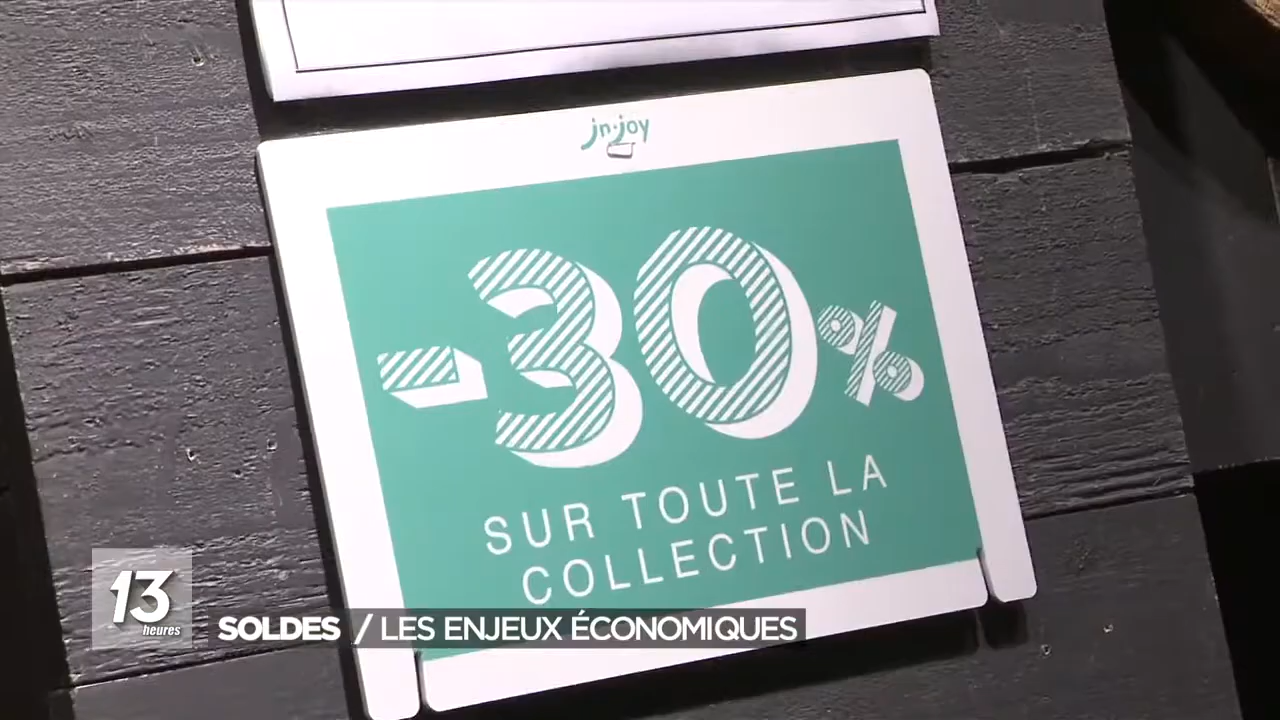 jn·joy
-30%
SUR TOUTE LA
COLLECTION
13
heures
SOLDES / LES ENJEUX ÉCONOMIQUES